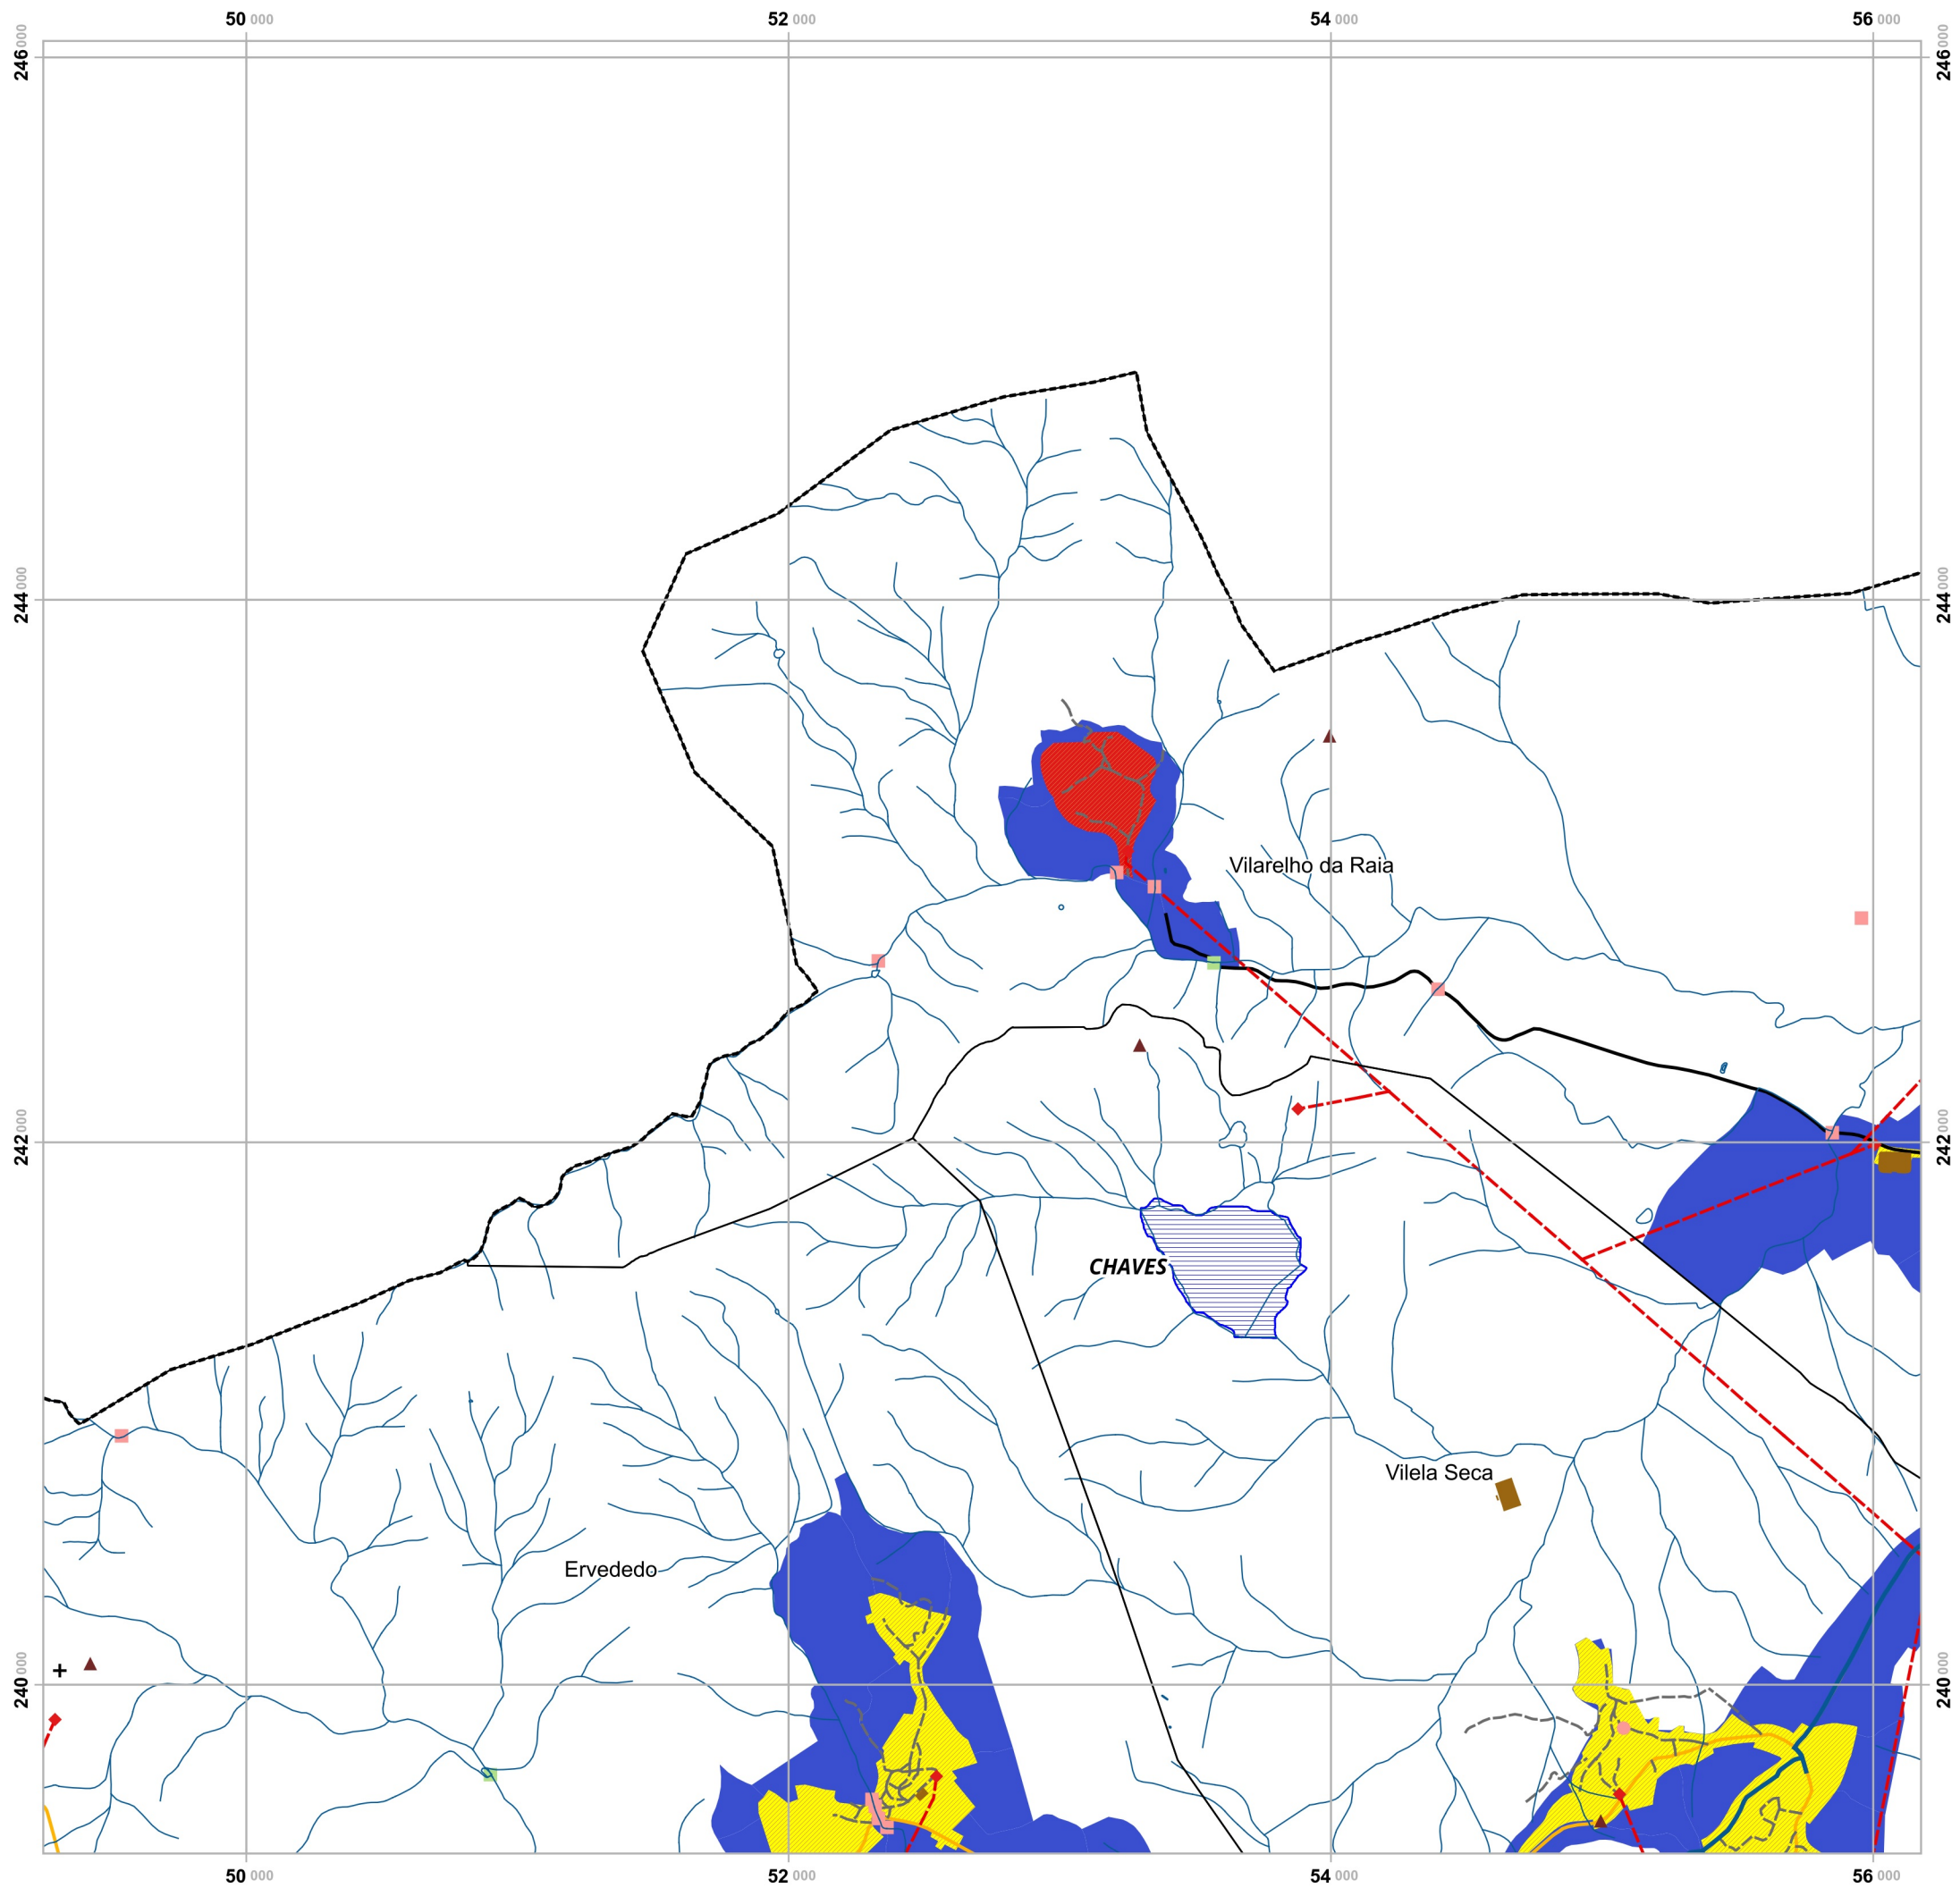 50 000 52 000 54 000 56 000
246 000 246 000
244 000 244 000
Vilarelho da Raia
242 000 242 000
CHAVES
Vilela Seca
Ervededo
240 000 240 000
50 000 52 000 54 000 56 000